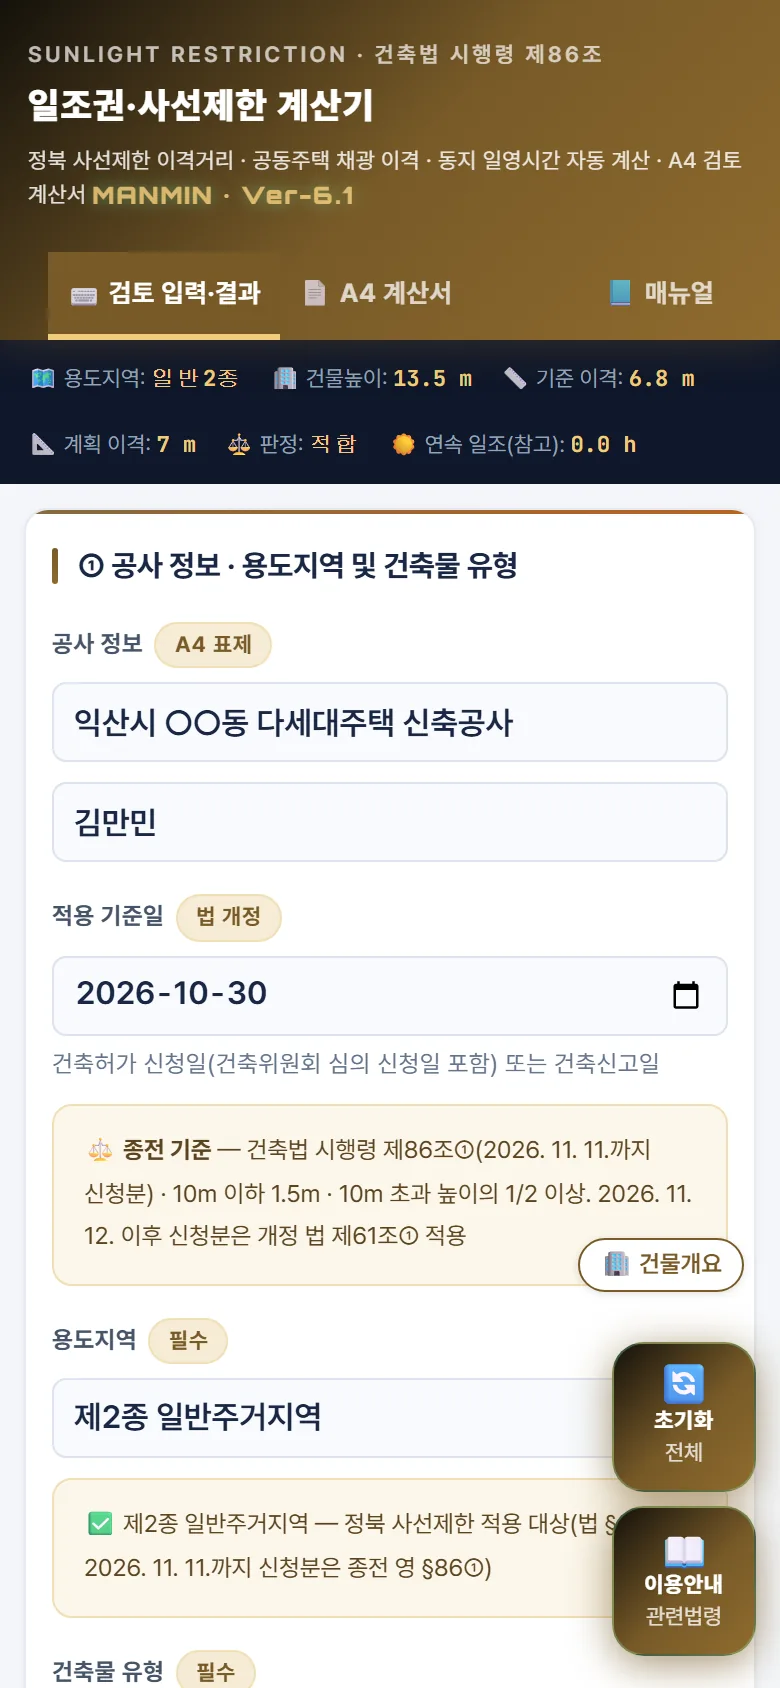 SUNLIGHT RESTRICTION · 건축법 시행령 제86조
일조권·사선제한 계산기
정북 사선제한 이격거리 · 공동주택 채광 이격 · 동지 일영시간 자동 계산 · A4 검토
계산서 MANMIN · Ver-6.1
검토 입력·결과
A4 계산서
매뉴얼
용도지역: 일반2종 건물높이: 13.5 m 기준 이격: 6.8 m
계획 이격: 7 m 판정: 적합 연속 일조(참고): 0.0 h
① 공사 정보 · 용도지역 및 건축물 유형
공사 정보 A4 표제
익산시 ○○동 다세대주택 신축공사
김만민
적용 기준일 법 개정
2026-10-30
건축허가 신청일(건축위원회 심의 신청일 포함) 또는 건축신고일
종전 기준 — 건축법 시행령 제86조①(2026. 11. 11.까지
신청분) · 10m 이하 1.5m · 10m 초과 높이의 1/2 이상. 2026. 11.
12. 이후 신청분은 개정 법 제61조① 적용
건물개요
용도지역 필수
제2종 일반주거지역
초기화
전체
제2종 일반주거지역 — 정북 사선제한 적용 대상(법 §
2026. 11. 11.까지 신청분은 종전 영 §86①)
이용안내
관련법령
건축물 유형 필수